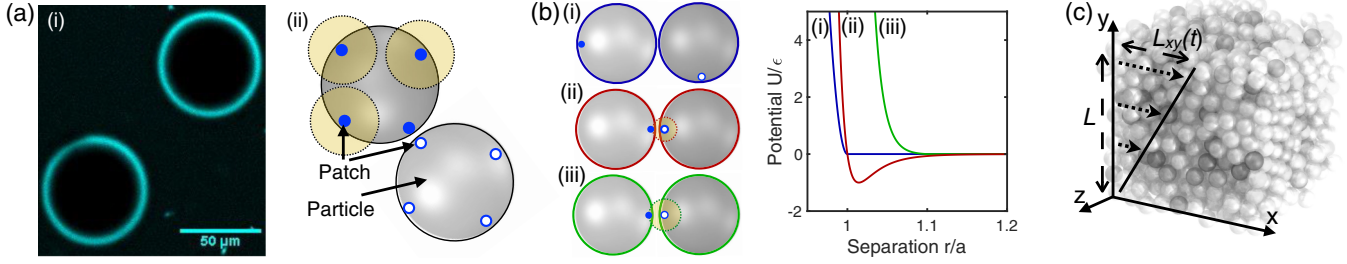 (a)
(i)
50 µm
(ii)
Patch
Particle
(b)
(i)
(ii)
(iii)
Potential U/ϵ
4
2
0
-2
(i) (ii) (iii)
1 1.1 1.2
Separation r/a
(c)
y
Lxy(t)
L
z
x